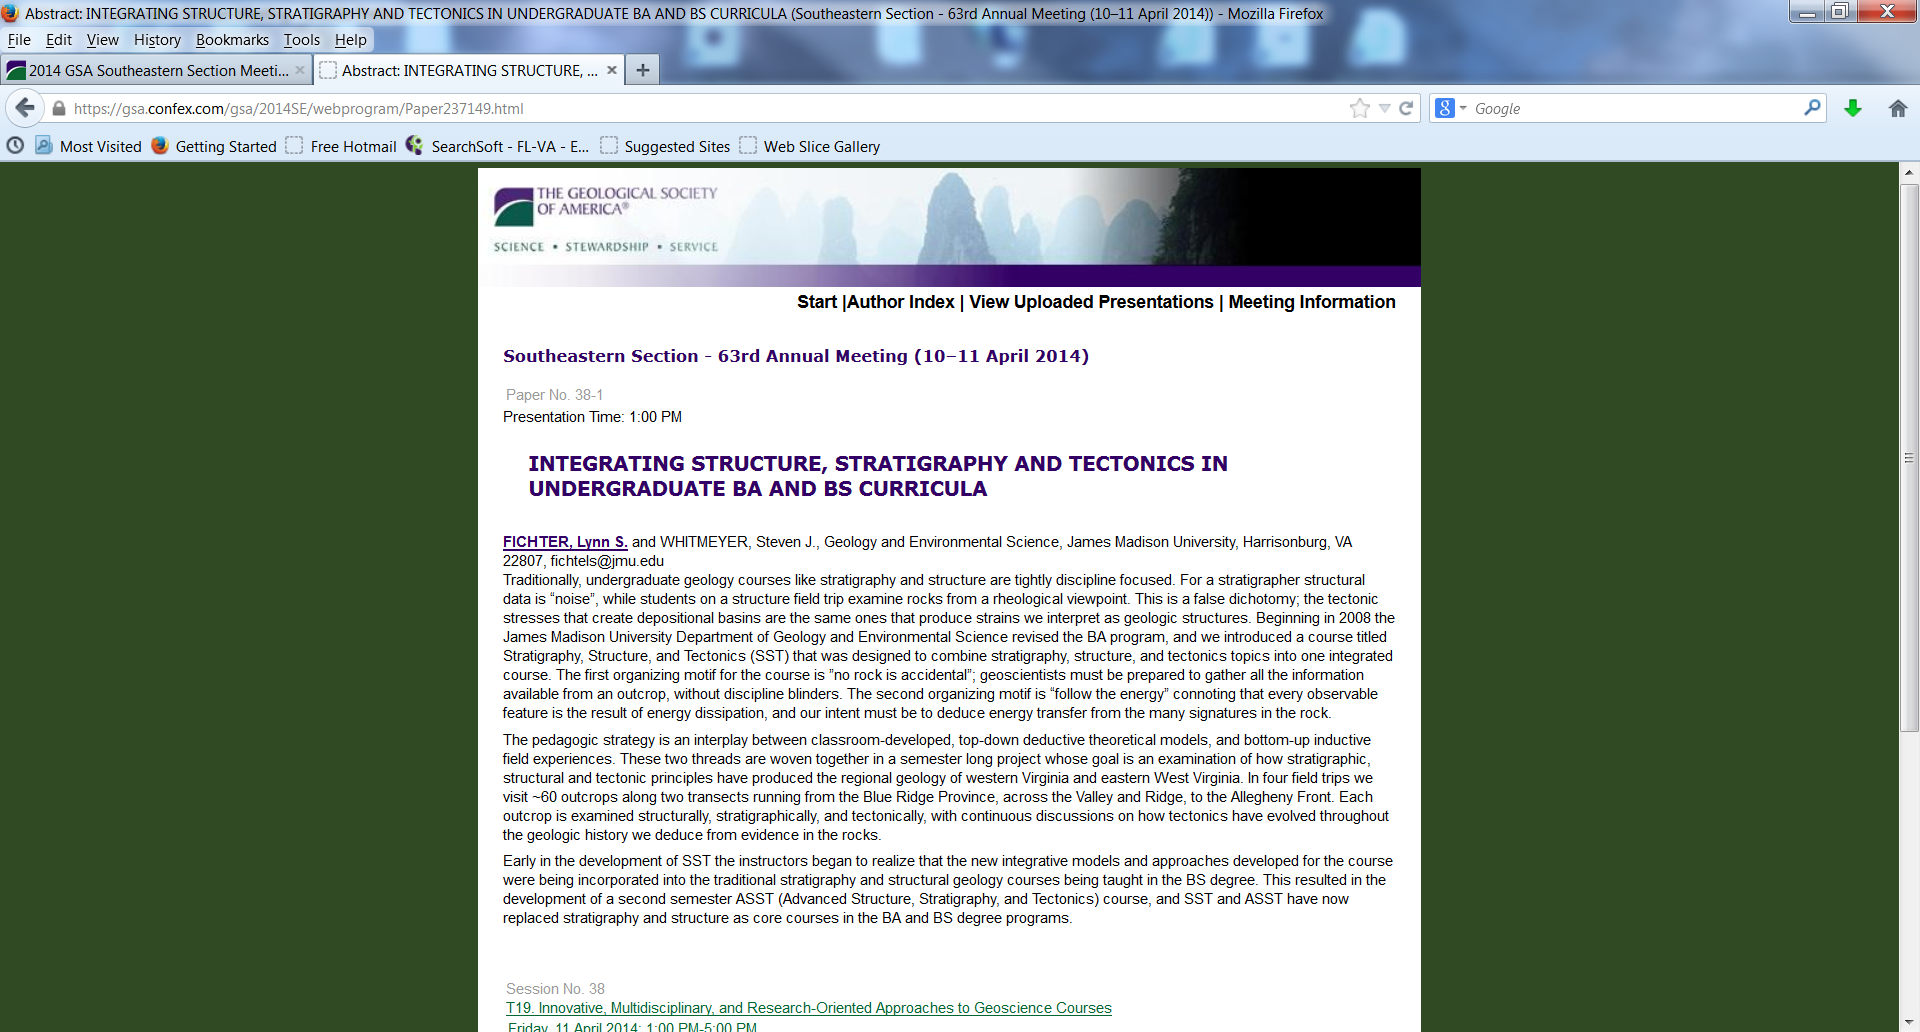 Abstract: INTEGRATING STRUCTURE, STRATIGRAPHY AND TECTONICS IN UNDERGRADUATE BA AND BS CURRICULA (Southeastern Section - 63rd Annual Meeting (10–11 April 2014)) - Mozilla Firefox
File Edit View History Bookmarks Tools Help
2014 GSA Southeastern Section Meeti... Abstract: INTEGRATING STRUCTURE, ...
https://gsa.confex.com/gsa/2014SE/webprogram/Paper237149.html 8 Google
Most Visited Getting Started Free Hotmail SearchSoft - FL-VA - E... Suggested Sites Web Slice Gallery
THE GEOLOGICAL SOCIETY
OF AMERICA®
SCIENCE • STEWARDSHIP • SERVICE
Start |Author Index | View Uploaded Presentations | Meeting Information
Southeastern Section - 63rd Annual Meeting (10–11 April 2014)
Paper No. 38-1
Presentation Time: 1:00 PM
INTEGRATING STRUCTURE, STRATIGRAPHY AND TECTONICS IN
UNDERGRADUATE BA AND BS CURRICULA
FICHTER, Lynn S. and WHITMEYER, Steven J., Geology and Environmental Science, James Madison University, Harrisonburg, VA
22807, fichtels@jmu.edu
Traditionally, undergraduate geology courses like stratigraphy and structure are tightly discipline focused. For a stratigrapher structural
data is “noise”, while students on a structure field trip examine rocks from a rheological viewpoint. This is a false dichotomy; the tectonic
stresses that create depositional basins are the same ones that produce strains we interpret as geologic structures. Beginning in 2008 the
James Madison University Department of Geology and Environmental Science revised the BA program, and we introduced a course titled
Stratigraphy, Structure, and Tectonics (SST) that was designed to combine stratigraphy, structure, and tectonics topics into one integrated
course. The first organizing motif for the course is ”no rock is accidental”; geoscientists must be prepared to gather all the information
available from an outcrop, without discipline blinders. The second organizing motif is “follow the energy” connoting that every observable
feature is the result of energy dissipation, and our intent must be to deduce energy transfer from the many signatures in the rock.
The pedagogic strategy is an interplay between classroom-developed, top-down deductive theoretical models, and bottom-up inductive
field experiences. These two threads are woven together in a semester long project whose goal is an examination of how stratigraphic,
structural and tectonic principles have produced the regional geology of western Virginia and eastern West Virginia. In four field trips we
visit ~60 outcrops along two transects running from the Blue Ridge Province, across the Valley and Ridge, to the Allegheny Front. Each
outcrop is examined structurally, stratigraphically, and tectonically, with continuous discussions on how tectonics have evolved throughout
the geologic history we deduce from evidence in the rocks.
Early in the development of SST the instructors began to realize that the new integrative models and approaches developed for the course
were being incorporated into the traditional stratigraphy and structural geology courses being taught in the BS degree. This resulted in the
development of a second semester ASST (Advanced Structure, Stratigraphy, and Tectonics) course, and SST and ASST have now
replaced stratigraphy and structure as core courses in the BA and BS degree programs.
Session No. 38
T19. Innovative, Multidisciplinary, and Research-Oriented Approaches to Geoscience Courses
Friday, 11 April 2014: 1:00 PM-5:00 PM